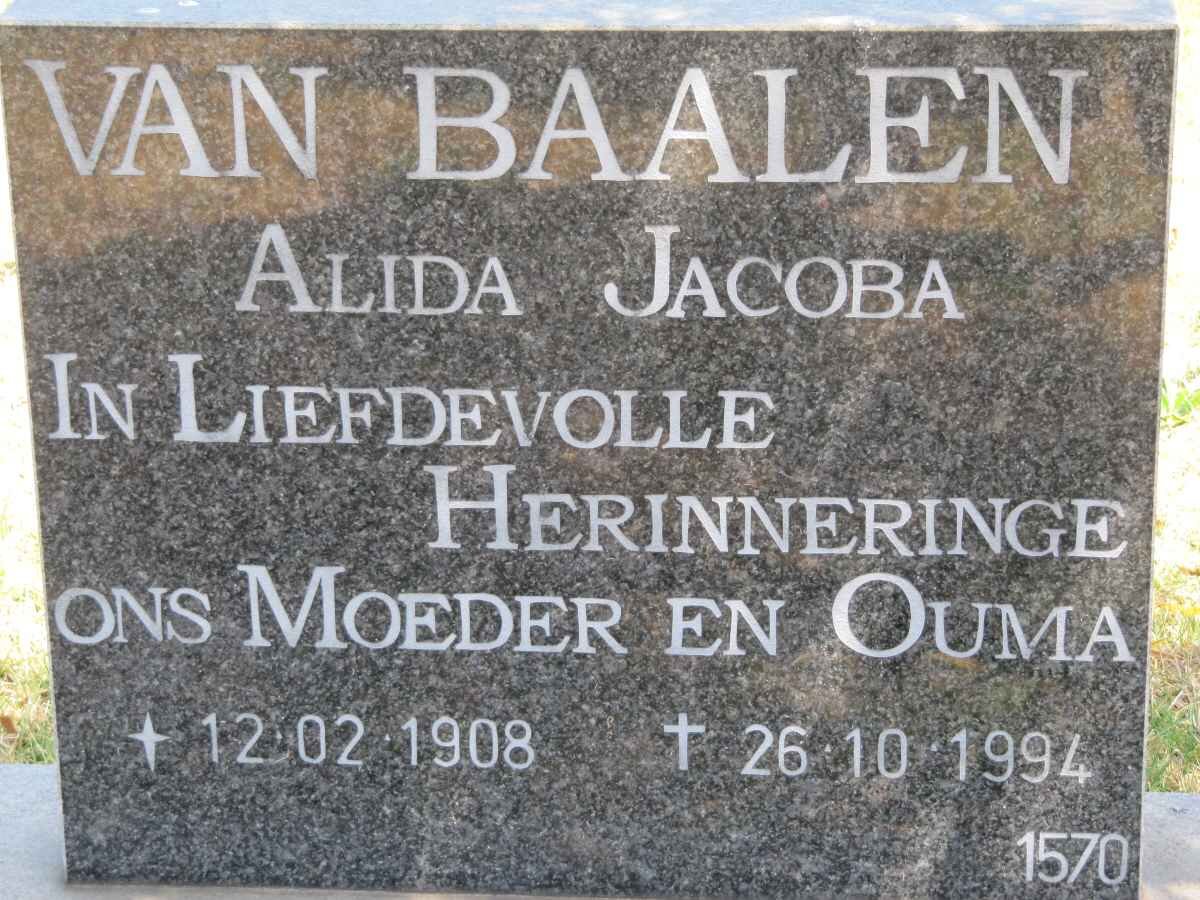 VAN BAALEN
ALIDA JACOBA
IN LIEFDEVOLLE
HERINNERINGE
ONS MOEDER EN OUMA
12·02·1908 † 26·10·1994
1570